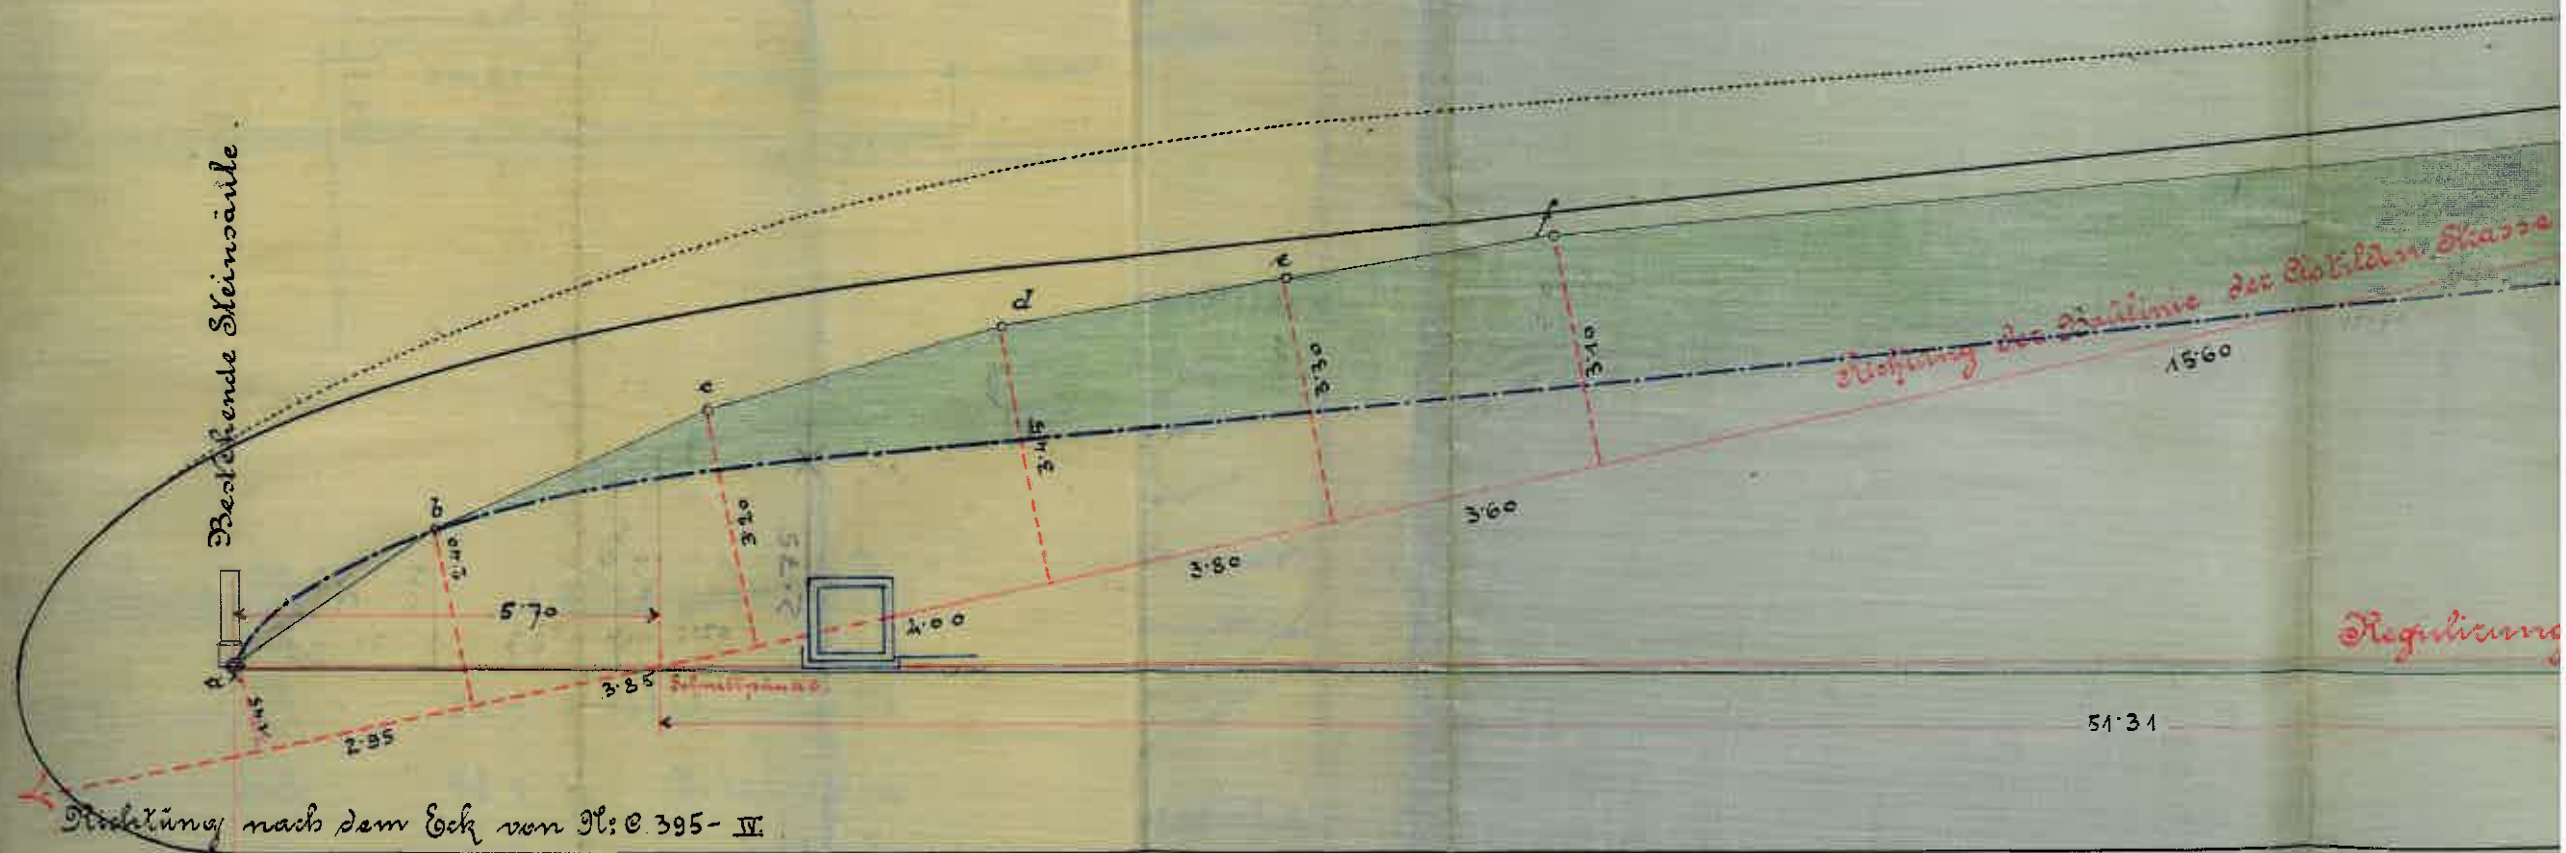 Bestehende Steinsäule.
f
e
d
c
b
a
Richtung der Baulinie der Clotilden Strasse
3·10
3·30
3·45
3·20
2·40
1·45
2·75
15·60
3·60
3·80
4·00
5·70
3·85
Schnittpunct
2·95
51·31
Regulirung
Richtung nach dem Eck von N: C. 395-IV.